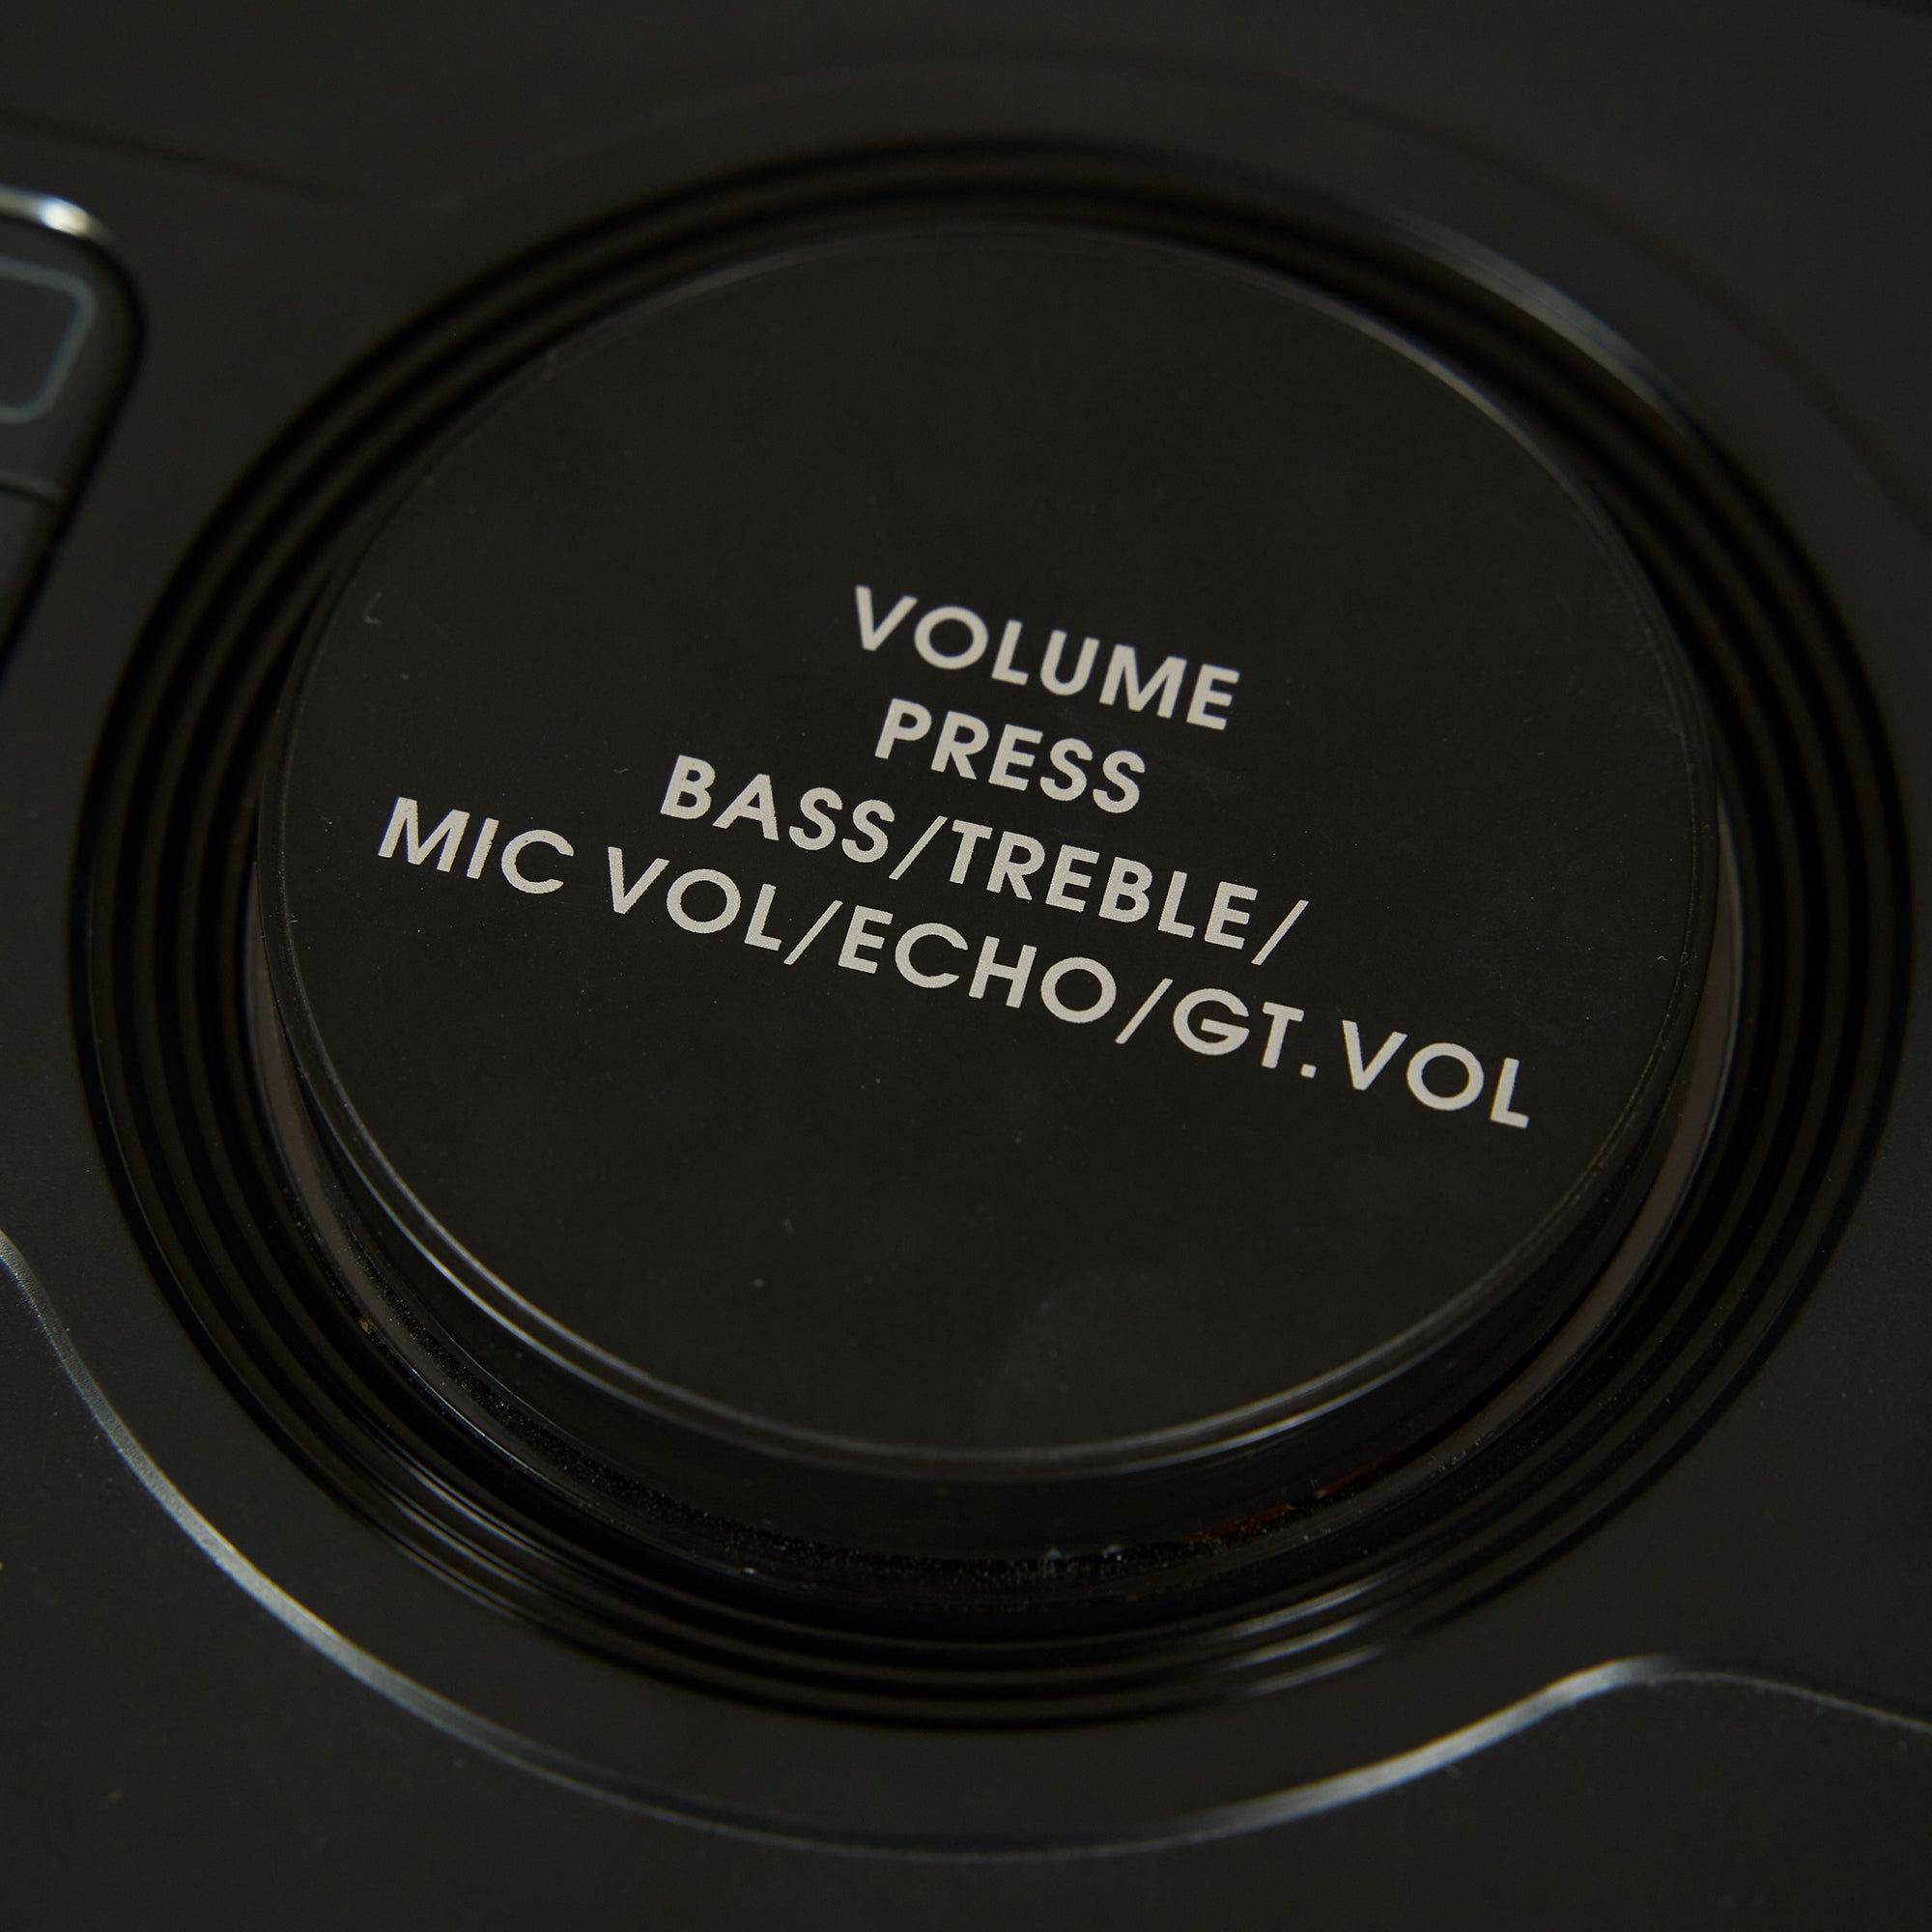 VOLUME
PRESS
BASS/TREBLE/
MIC VOL/ECHO/GT.VOL